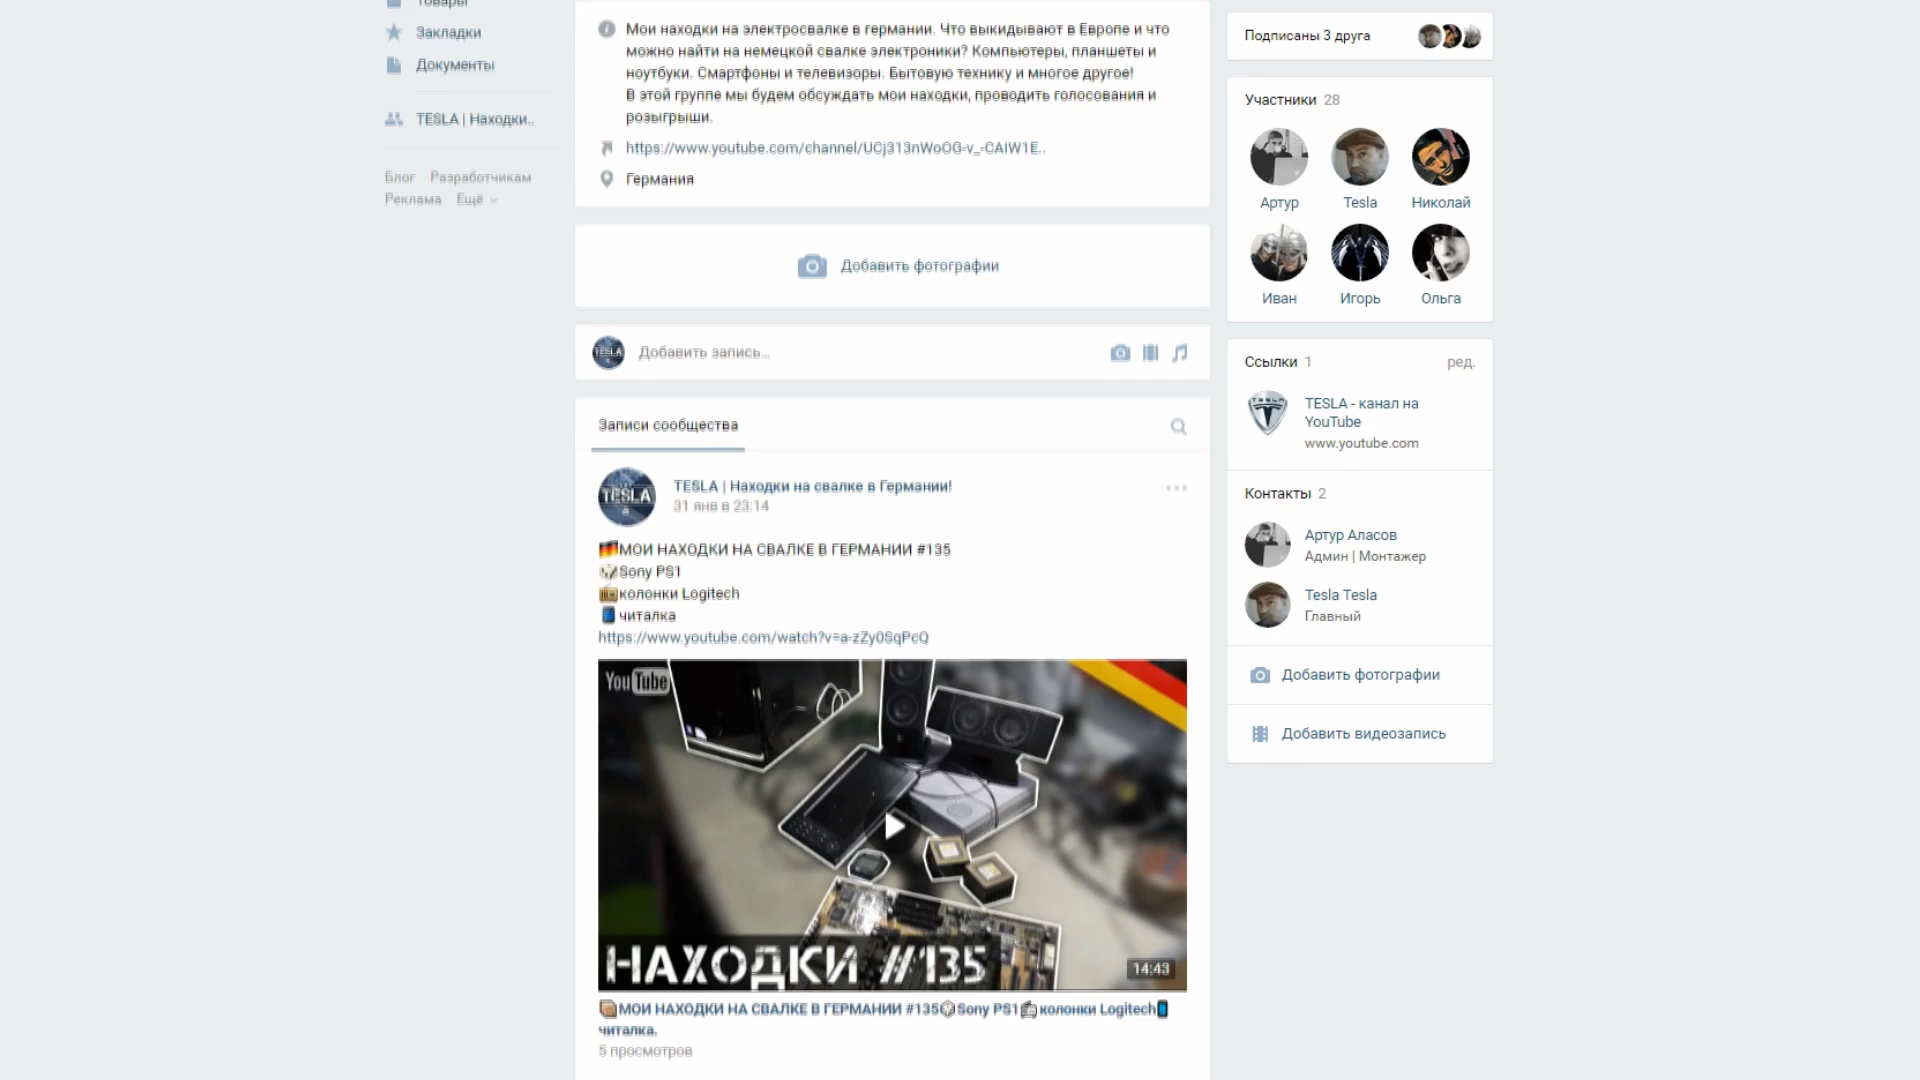 Товары
Закладки
Документы
TESLA | Находки..
Блог Разработчикам
Реклама Ещё
Мои находки на электросвалке в германии. Что выкидывают в Европе и что
можно найти на немецкой свалке электроники? Компьютеры, планшеты и
ноутбуки. Смартфоны и телевизоры. Бытовую технику и многое другое!
В этой группе мы будем обсуждать мои находки, проводить голосования и
розыгрыши.
https://www.youtube.com/channel/UCj313nWoOG-v_-CAIW1E..
Германия
Добавить фотографии
TESLA
Добавить запись...
Записи сообщества
TESLA
TESLA | Находки на свалке в Германии!
31 янв в 23:14
МОИ НАХОДКИ НА СВАЛКЕ В ГЕРМАНИИ #135
Sony PS1
колонки Logitech
читалка
https://www.youtube.com/watch?v=a-zZy0SqPcQ
YouTube
НАХОДКИ #135
14:43
МОИ НАХОДКИ НА СВАЛКЕ В ГЕРМАНИИ #135 Sony PS1 колонки Logitech
читалка.
5 просмотров
Подписаны 3 друга
Участники 28
Артур Tesla Николай
Иван Игорь Ольга
Ссылки 1 ред.
TESLA
TESLA - канал на
YouTube
www.youtube.com
Контакты 2
Артур Аласов
Админ | Монтажер
Tesla Tesla
Главный
Добавить фотографии
Добавить видеозапись